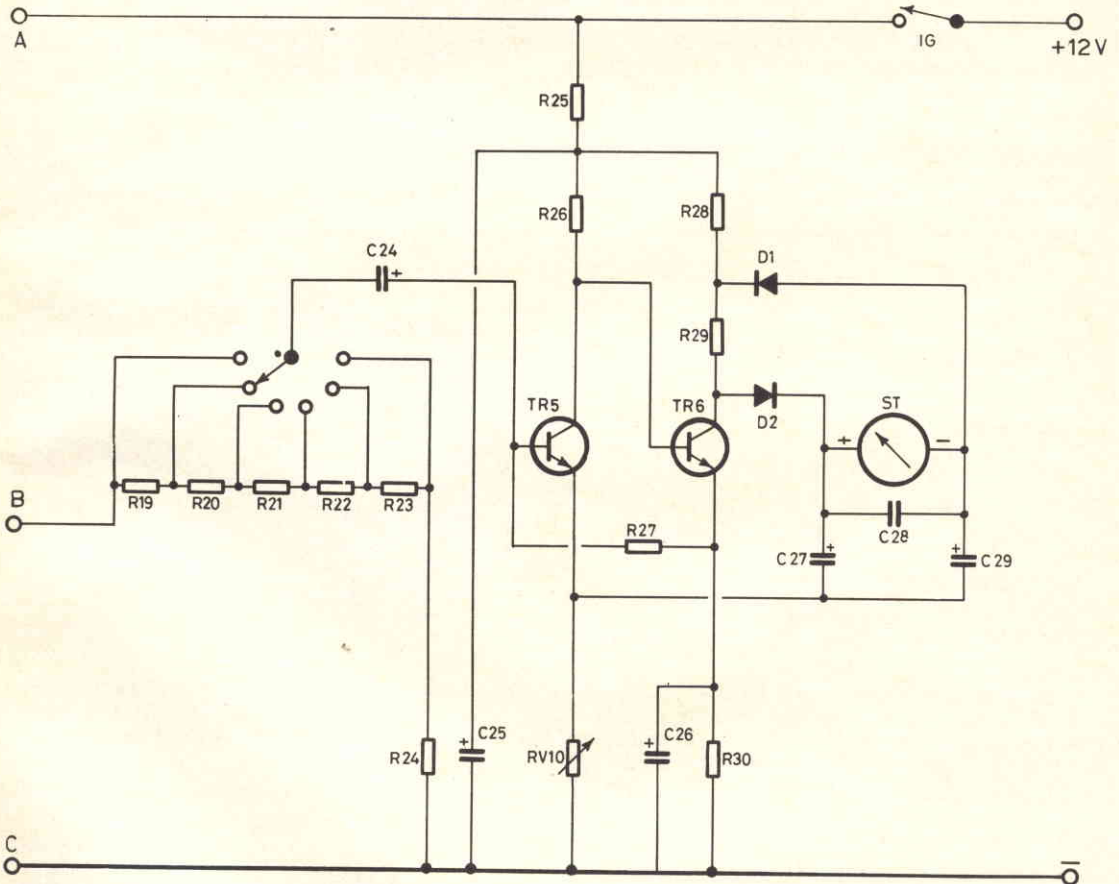 A
IG
+12 V
R25
R26
R28
C24
+
D1
R29
TR5
TR6
D2
ST
+
−
B
R19
R20
R21
R22
R23
R27
C28
C27
+
+
C29
R24
+
C25
RV10
+
C26
R30
C
−